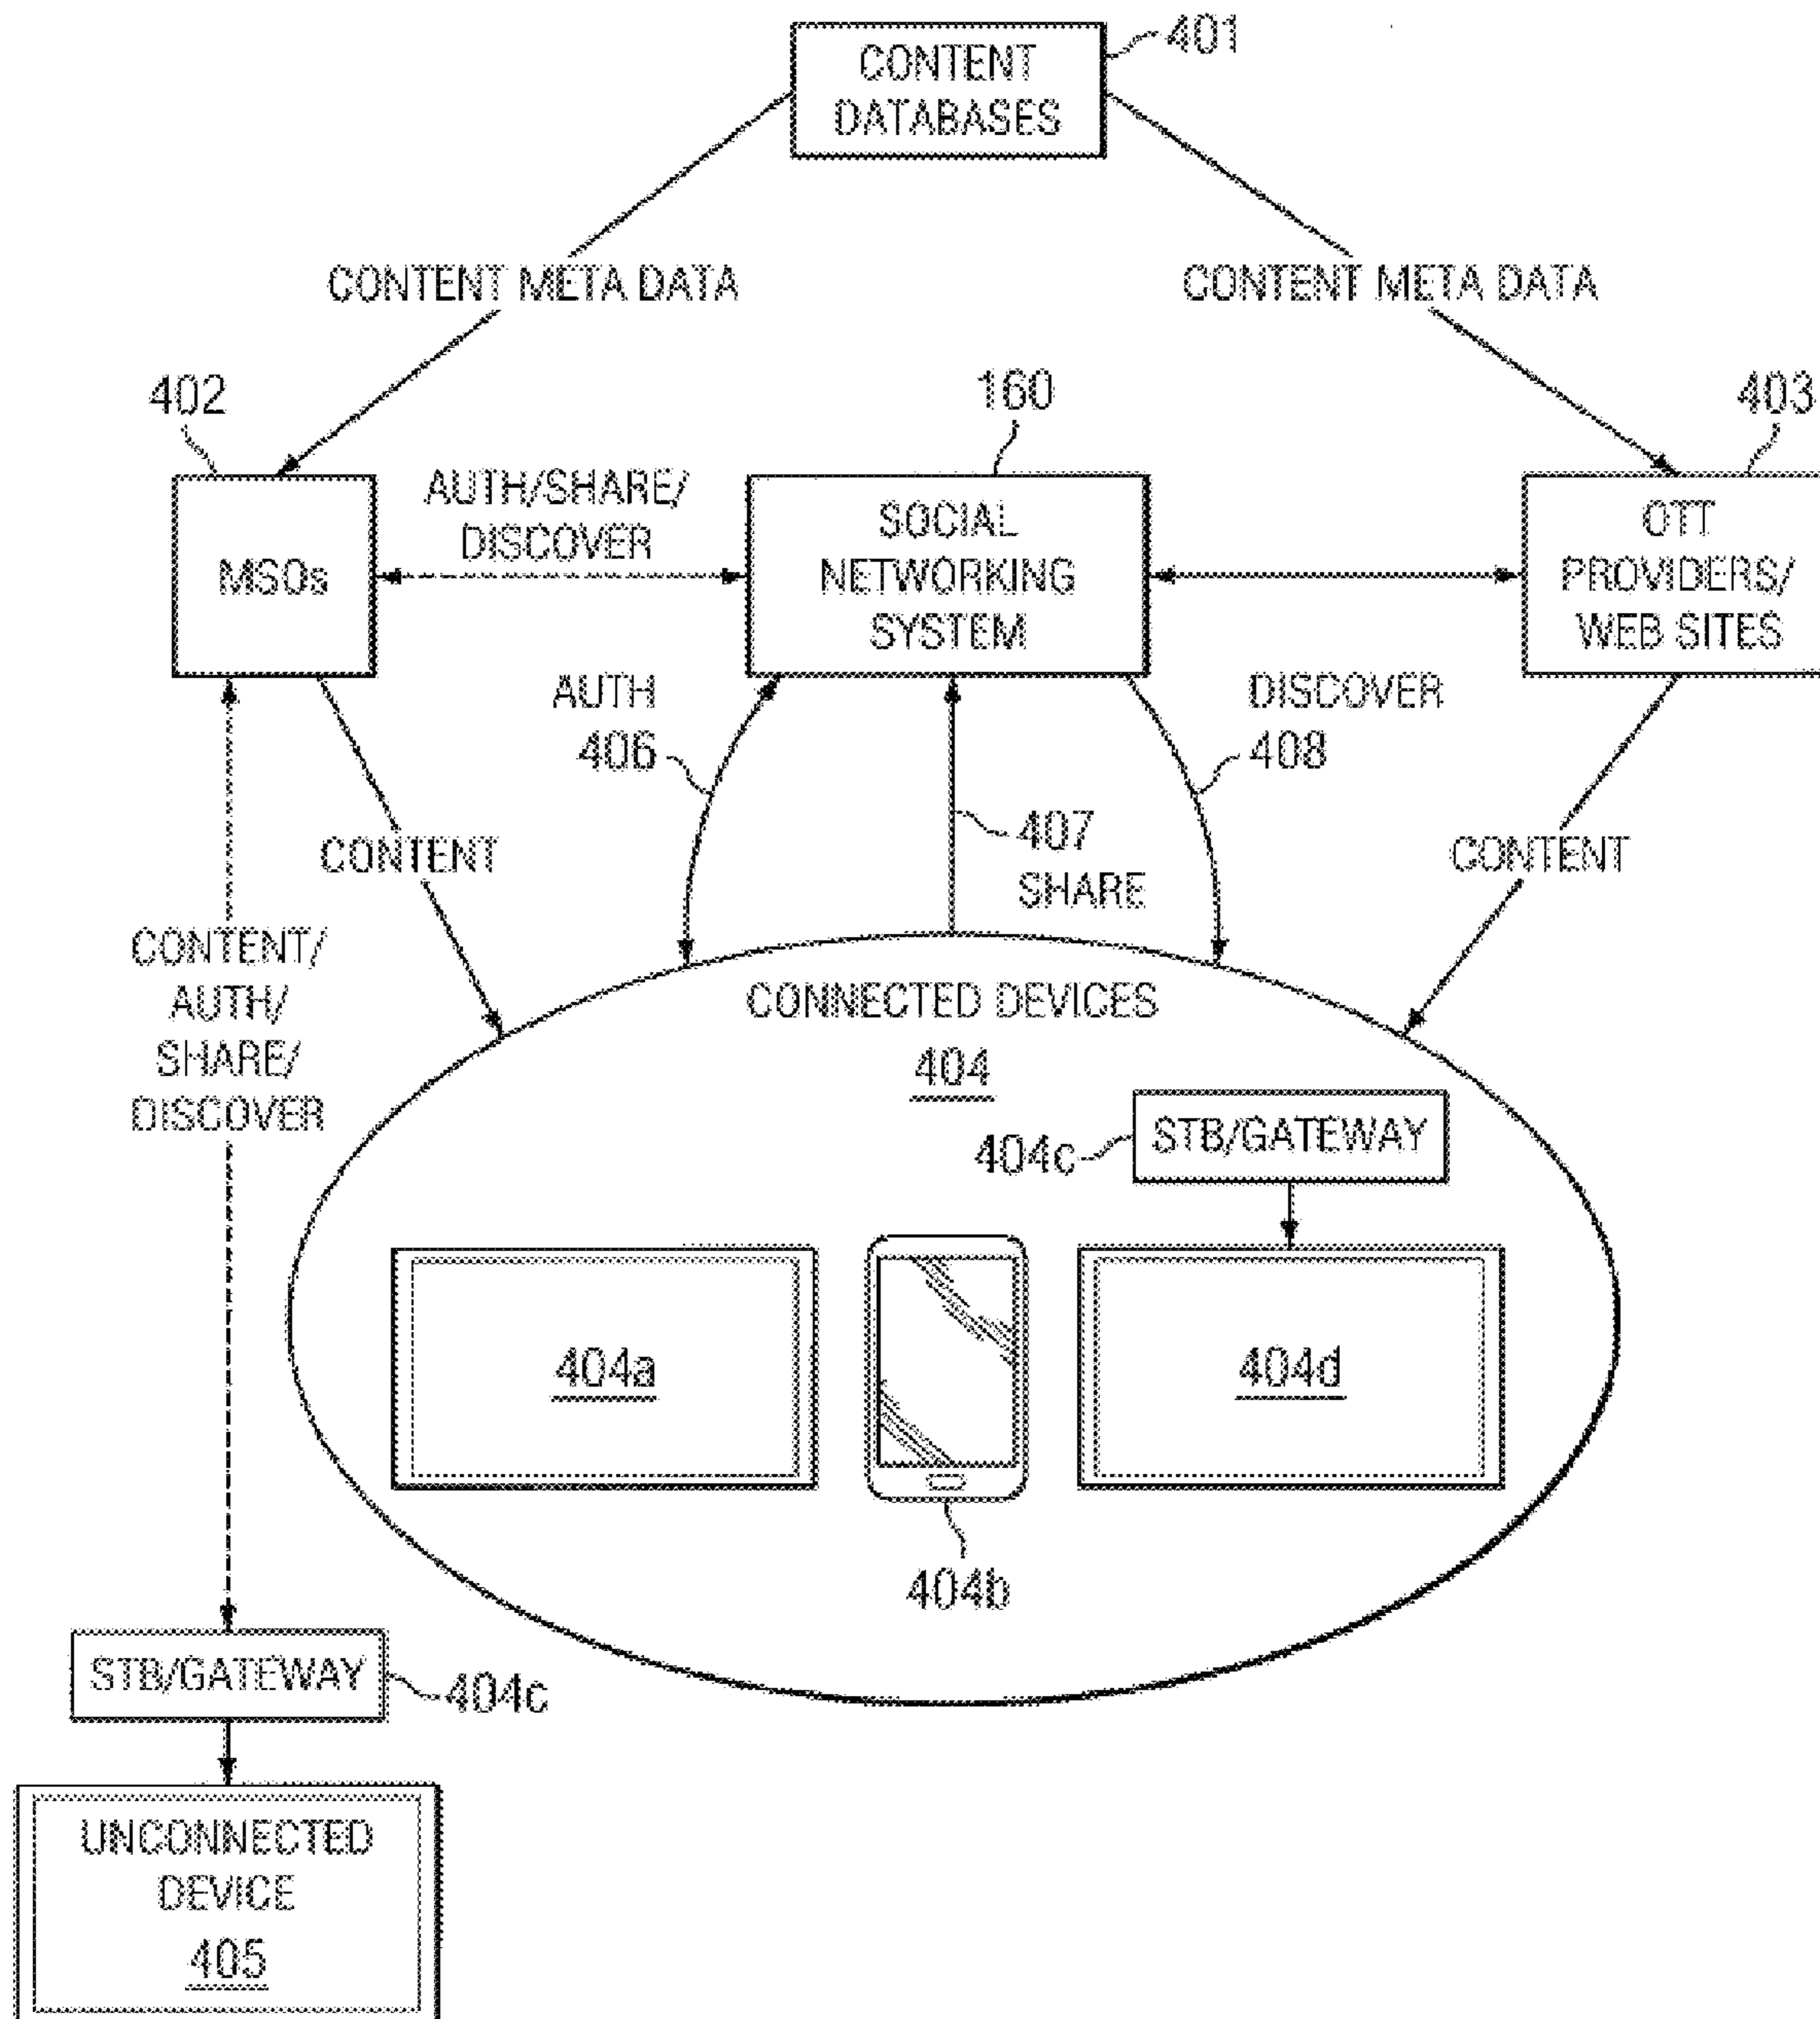 401
CONTENT
DATABASES
CONTENT META DATA
CONTENT META DATA
402
160
403
MSOs
AUTH/SHARE/
DISCOVER
SOCIAL
NETWORKING
SYSTEM
OTT
PROVIDERS/
WEB SITES
AUTH
406
DISCOVER
408
407
SHARE
CONTENT
CONTENT
CONTENT/
AUTH/
SHARE/
DISCOVER
CONNECTED DEVICES
404
404c
STB/GATEWAY
404a
404d
404b
STB/GATEWAY
404c
UNCONNECTED
DEVICE
405